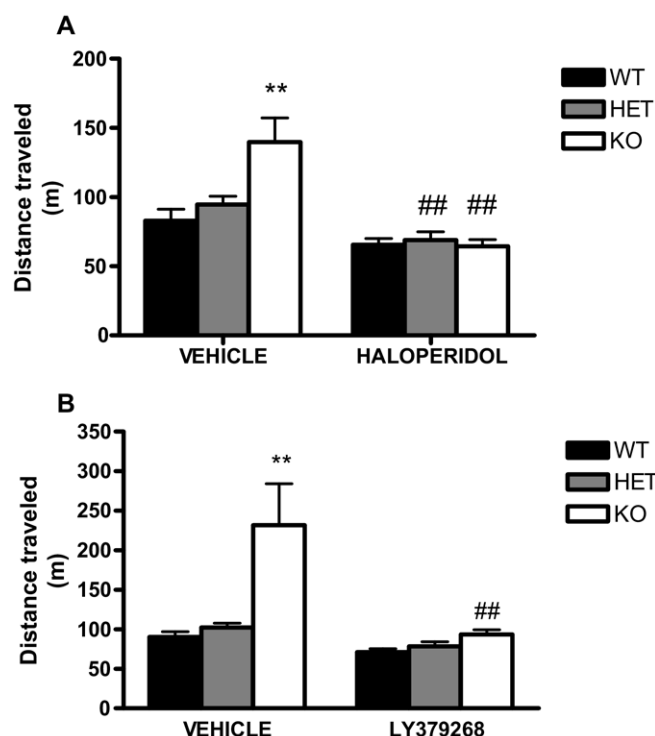 A
200
150
100
50
0
Distance traveled
(m)
**
##
##
VEHICLE
HALOPERIDOL
WT
HET
KO
B
350
300
250
200
150
100
50
0
Distance traveled
(m)
**
##
VEHICLE
LY379268
WT
HET
KO